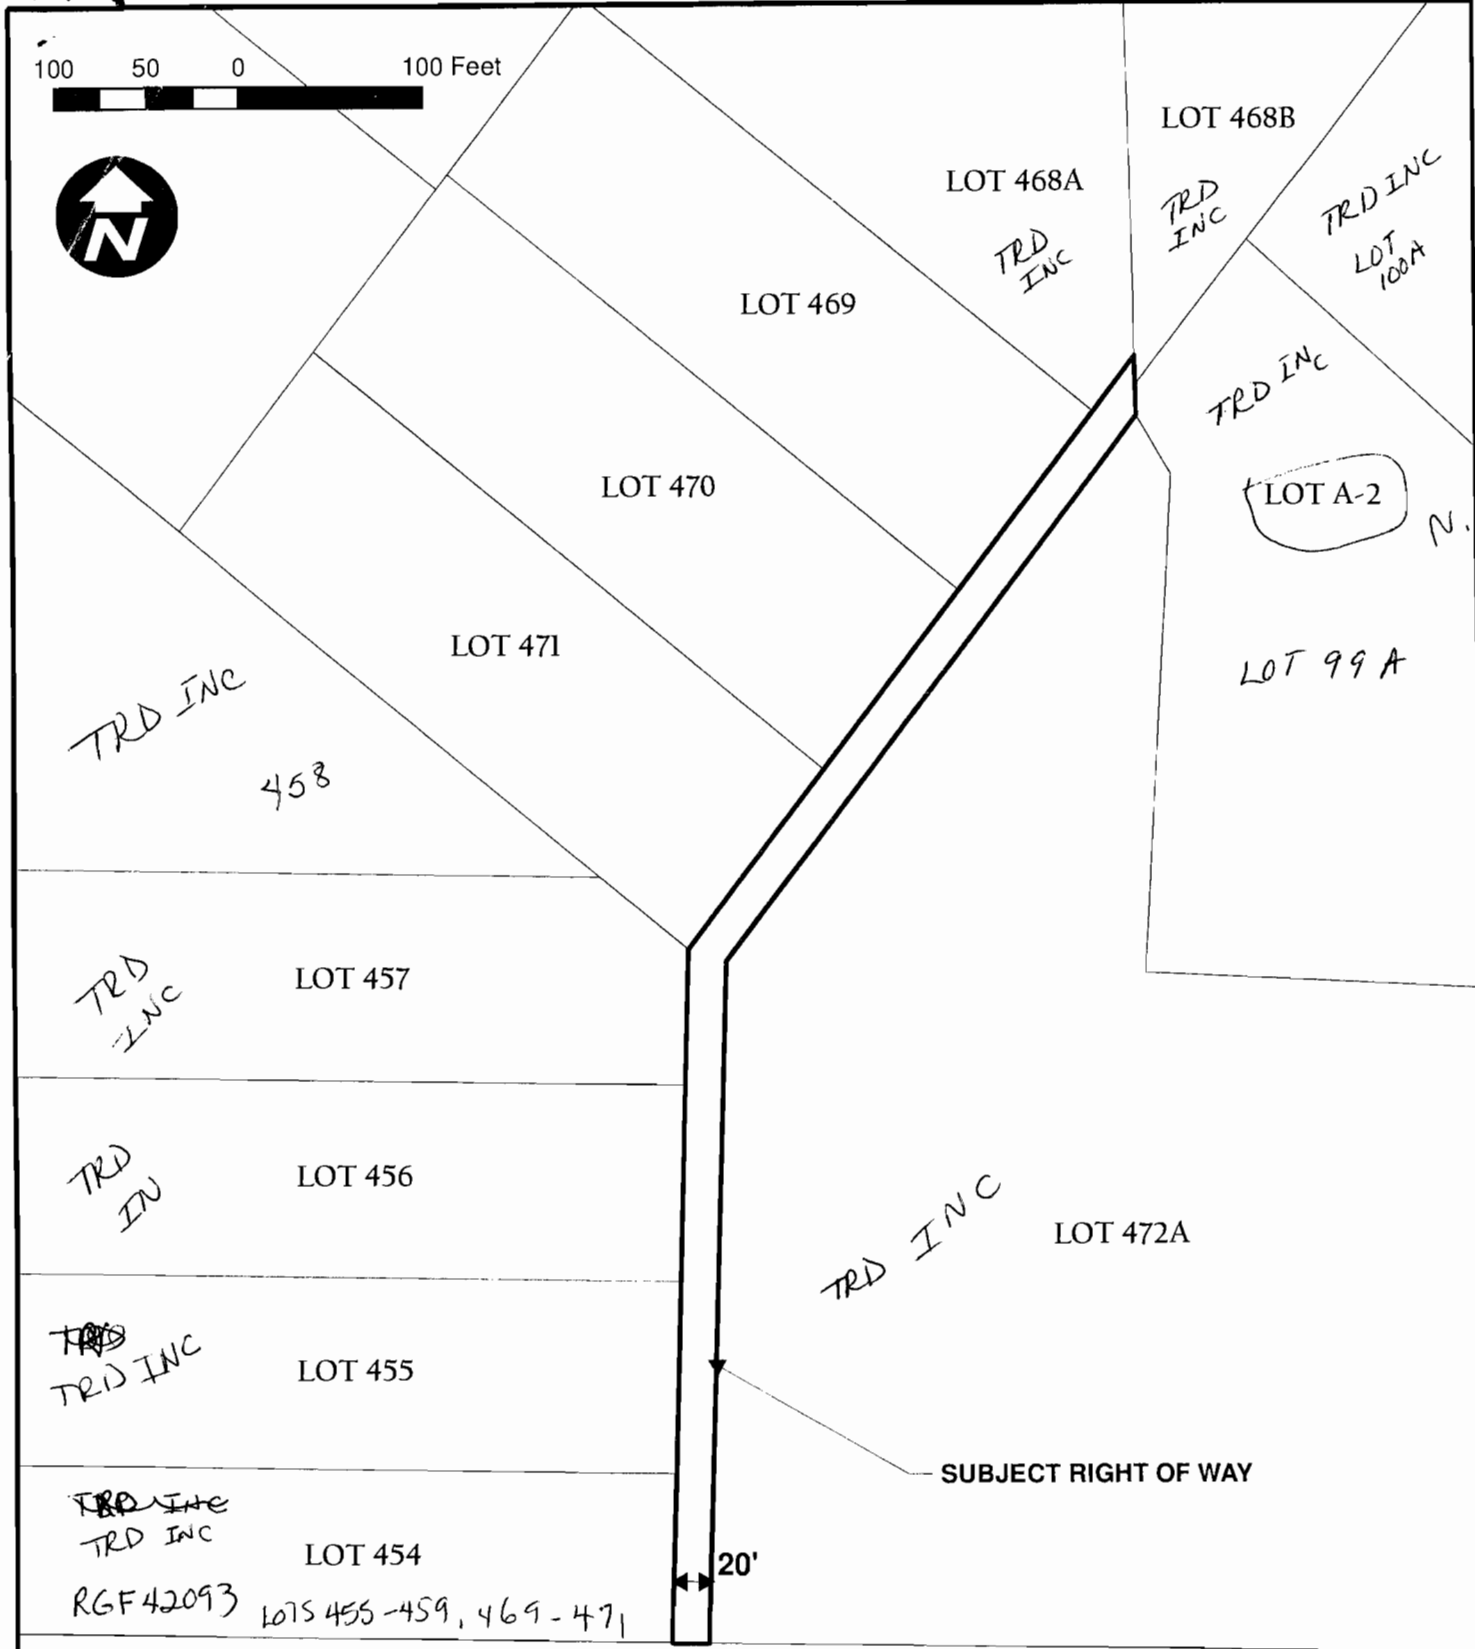 100 50 0 100 Feet
N
LOT 468B
LOT 468A
TRD
INC
TRD
INC
TRD INC
LOT
100A
LOT 469
TRD INC
LOT 470
LOT A-2
N.
LOT 471
LOT 99A
TRD INC
458
TRD
INC
LOT 457
TRD
IN
LOT 456
TRD INC
LOT 472A
TRD INC
LOT 455
SUBJECT RIGHT OF WAY
TRD INC
TRD INC
LOT 454
20'
RGF42093 LOTS 455-459, 469-471